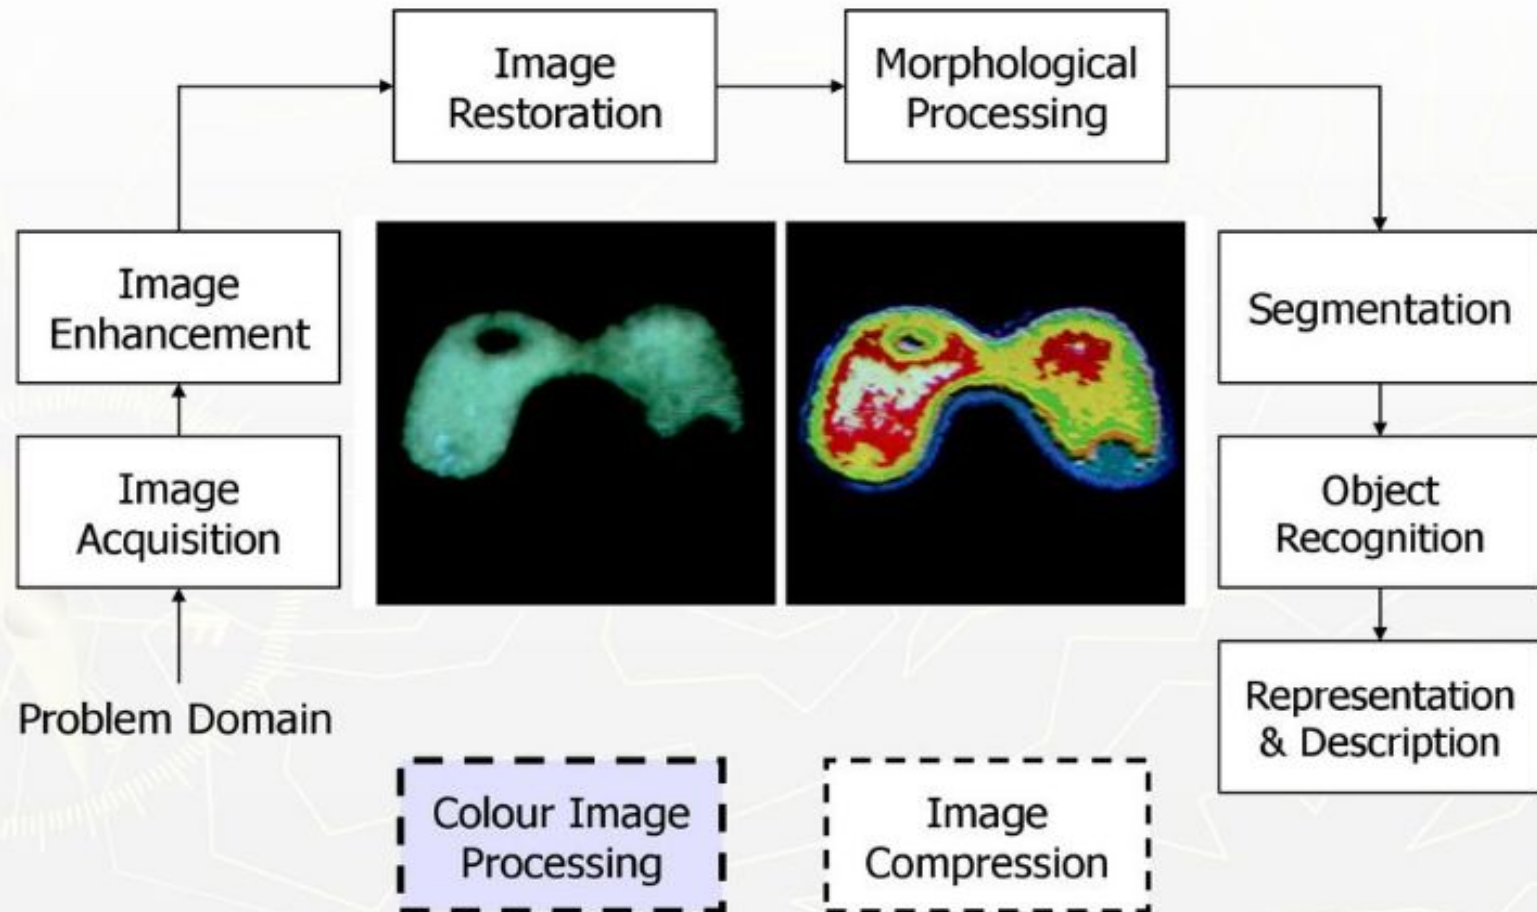 Image
Restoration
Morphological
Processing
Image
Enhancement
Segmentation
Image
Acquisition
Object
Recognition
Problem Domain
Representation
& Description
Colour Image
Processing
Image
Compression